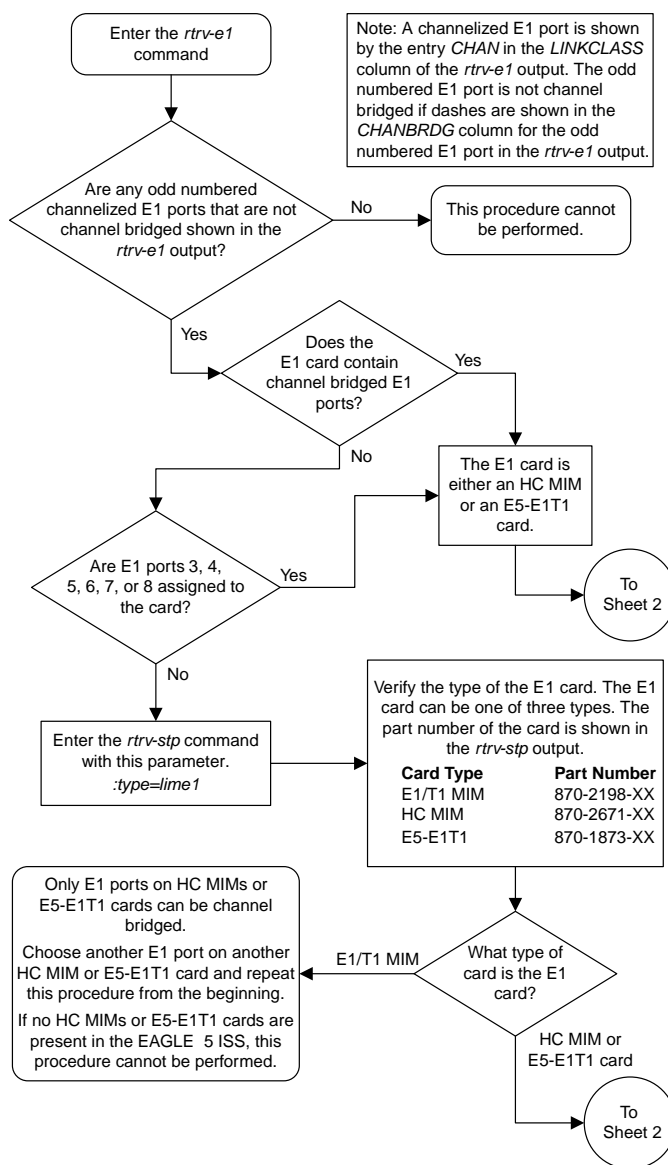 Enter the rtrv-e1
command
Note: A channelized E1 port is shown
by the entry CHAN in the LINKCLASS
column of the rtrv-e1 output. The odd
numbered E1 port is not channel
bridged if dashes are shown in the
CHANBRDG column for the odd
numbered E1 port in the rtrv-e1 output.
Are any odd numbered
channelized E1 ports that are not
channel bridged shown in the
rtrv-e1 output?
No
This procedure cannot
be performed.
Yes
Does the
E1 card contain
channel bridged E1
ports?
Yes
No
The E1 card is
either an HC MIM
or an E5-E1T1
card.
Are E1 ports 3, 4,
5, 6, 7, or 8 assigned to
the card?
Yes
To
Sheet 2
No
Enter the rtrv-stp command
with this parameter.
:type=lime1
Verify the type of the E1 card. The E1
card can be one of three types. The
part number of the card is shown in
the rtrv-stp output.
Card Type Part Number
E1/T1 MIM 870-2198-XX
HC MIM 870-2671-XX
E5-E1T1 870-1873-XX
Only E1 ports on HC MIMs or
E5-E1T1 cards can be channel
bridged.
Choose another E1 port on another
HC MIM or E5-E1T1 card and repeat
this procedure from the beginning.
If no HC MIMs or E5-E1T1 cards are
present in the EAGLE 5 ISS, this
procedure cannot be performed.
E1/T1 MIM
What type of
card is the E1
card?
HC MIM or
E5-E1T1 card
To
Sheet 2